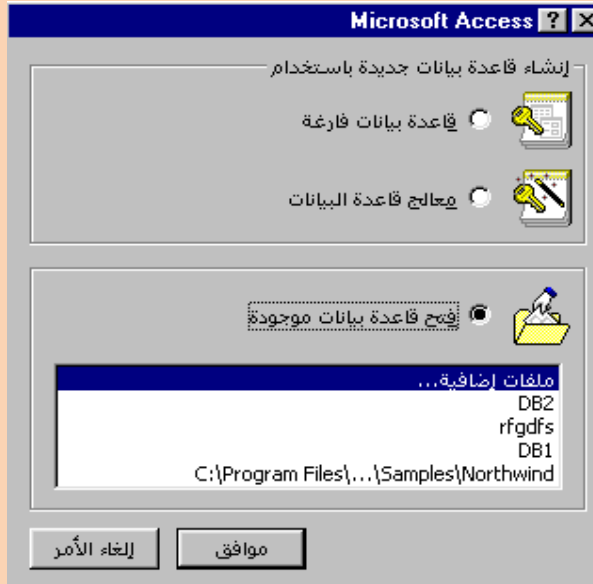 Microsoft Access
إنشاء قاعدة بيانات جديدة باستخدام
قاعدة بيانات فارغة
معالج قاعدة البيانات
فتح قاعدة بيانات موجودة
ملفات إضافية...
DB2
rfgdfs
DB1
C:\Program Files\...\Samples\Northwind
موافق
إلغاء الأمر